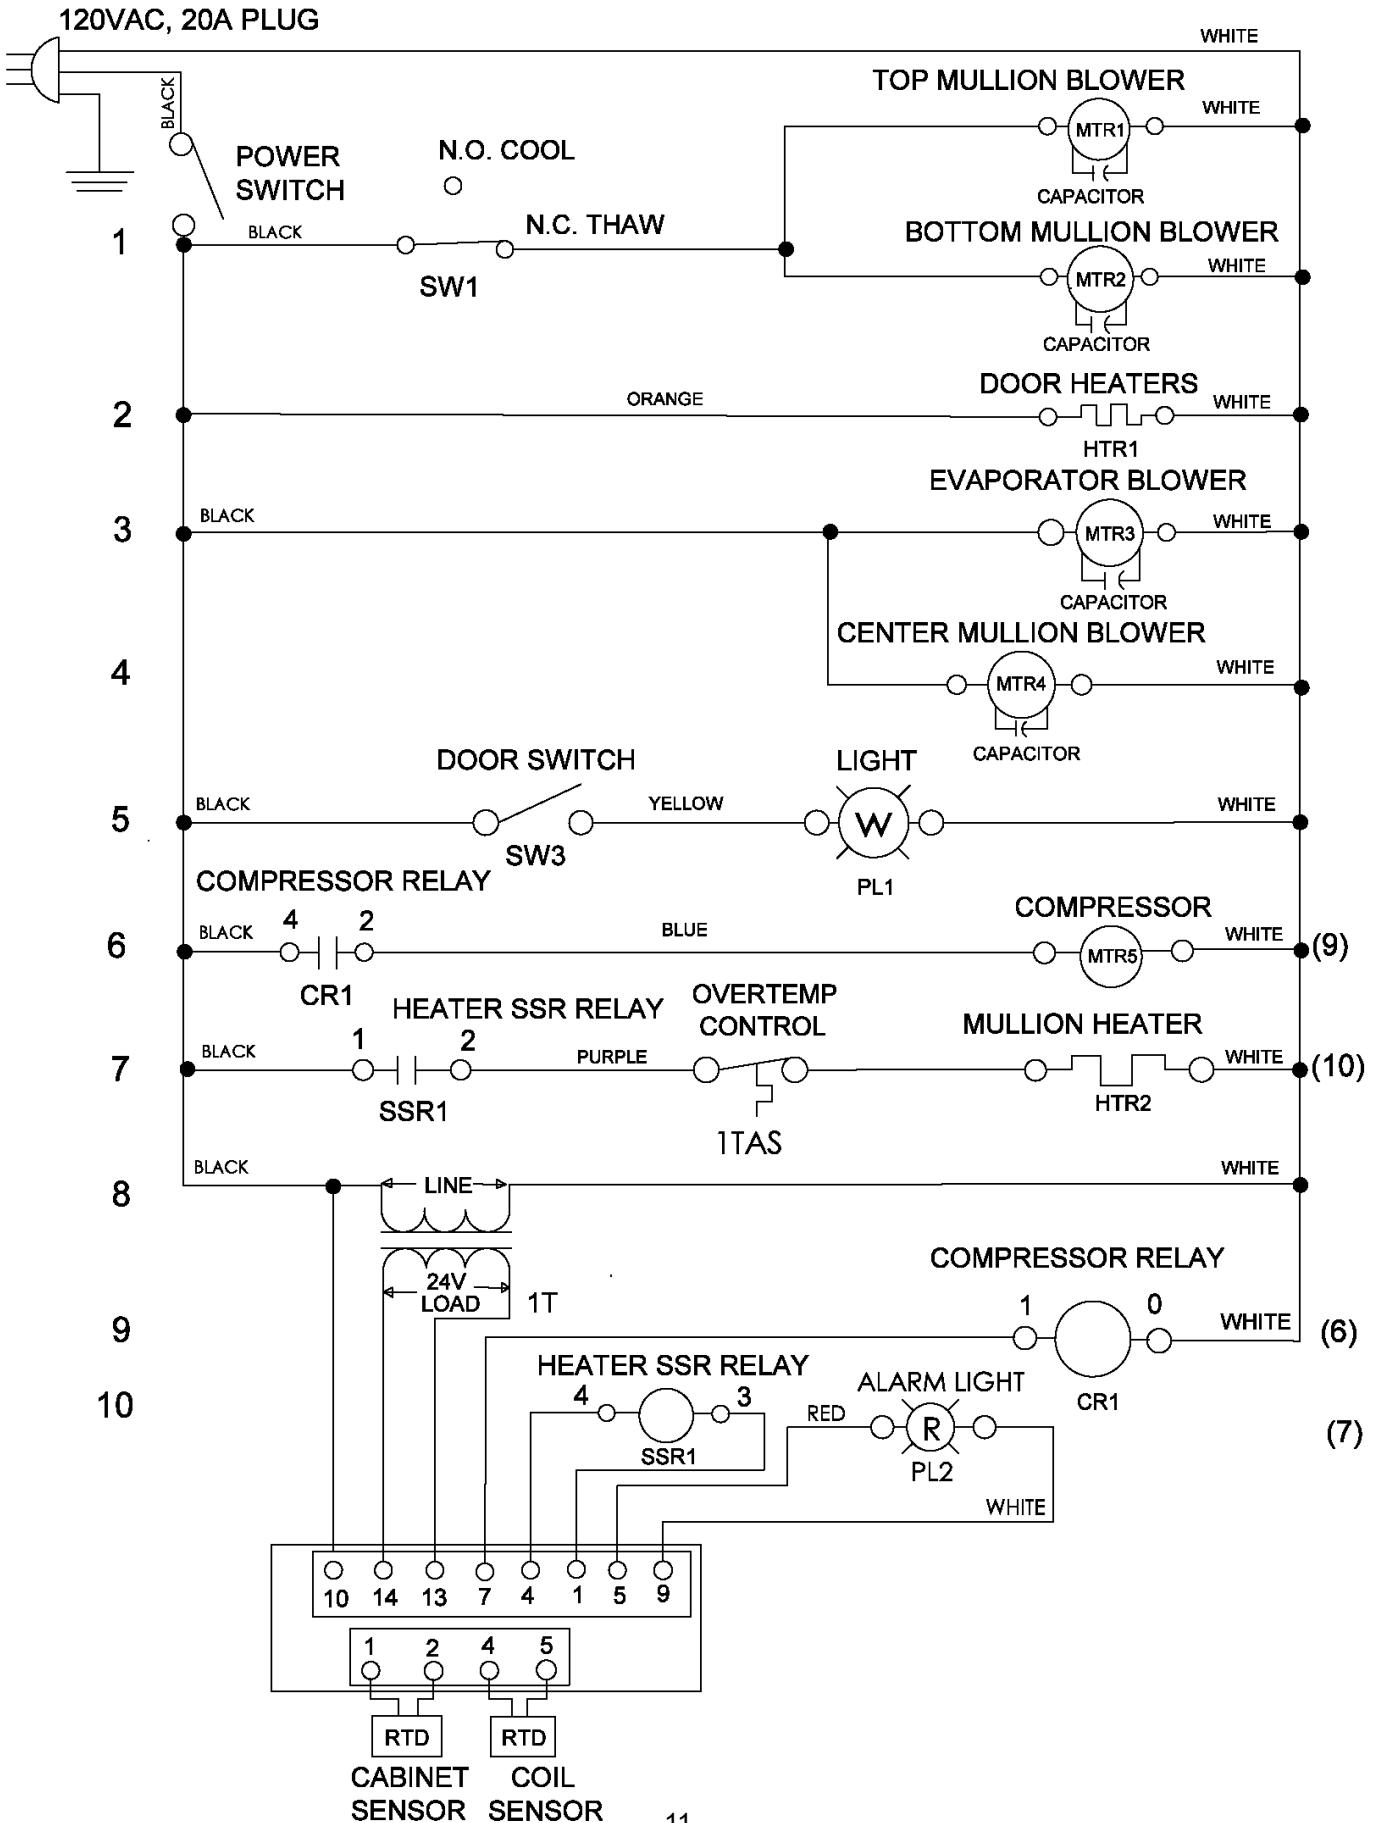 120VAC, 20A PLUG
WHITE
BLACK
TOP MULLION BLOWER
MTR1
WHITE
CAPACITOR
POWER
SWITCH
N.O. COOL
N.C. THAW
1
BLACK
SW1
BOTTOM MULLION BLOWER
MTR2
WHITE
CAPACITOR
2
ORANGE
DOOR HEATERS
WHITE
HTR1
3
BLACK
EVAPORATOR BLOWER
MTR3
WHITE
CAPACITOR
4
CENTER MULLION BLOWER
MTR4
WHITE
CAPACITOR
5
BLACK
DOOR SWITCH
SW3
YELLOW
LIGHT
W
PL1
WHITE
COMPRESSOR RELAY
6
BLACK
4
2
CR1
BLUE
COMPRESSOR
MTR5
WHITE
(9)
HEATER SSR RELAY
7
BLACK
1
2
SSR1
PURPLE
OVERTEMP
CONTROL
1TAS
MULLION HEATER
HTR2
WHITE
(10)
8
BLACK
LINE
WHITE
24V
LOAD
1T
COMPRESSOR RELAY
9
1
0
WHITE
(6)
CR1
10
HEATER SSR RELAY
4
3
SSR1
ALARM LIGHT
RED
R
PL2
(7)
WHITE
10
14
13
7
4
1
5
9
1
2
4
5
RTD
RTD
CABINET
SENSOR
COIL
SENSOR
11